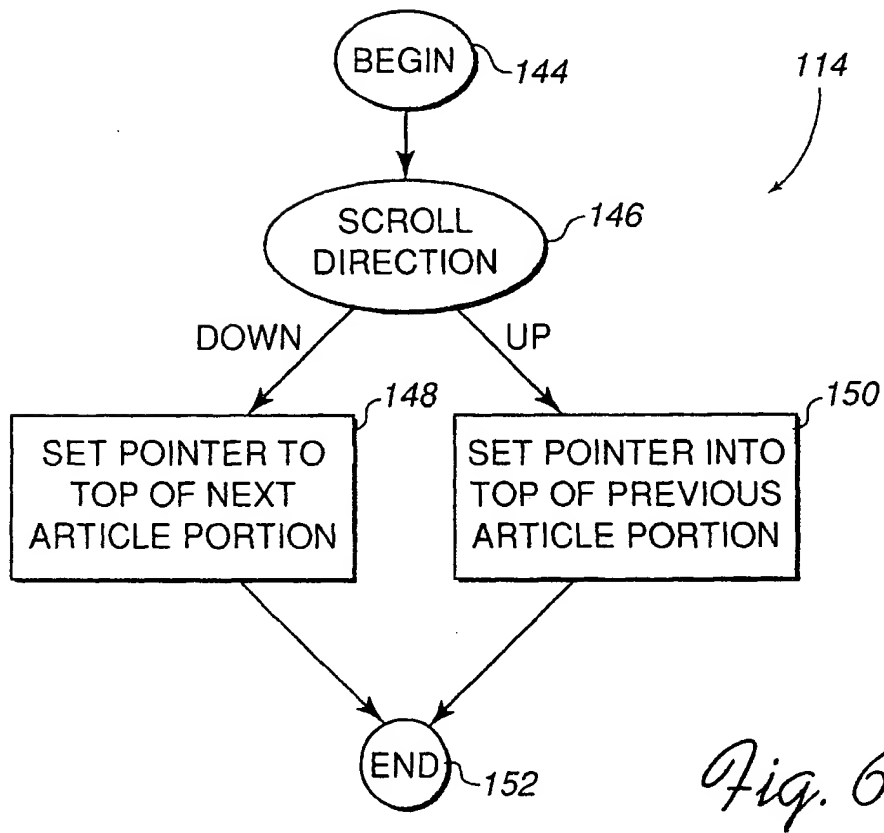 BEGIN
144
114
SCROLL
DIRECTION
146
DOWN
UP
148
150
SET POINTER TO
TOP OF NEXT
ARTICLE PORTION
SET POINTER INTO
TOP OF PREVIOUS
ARTICLE PORTION
END
152
Fig. 6